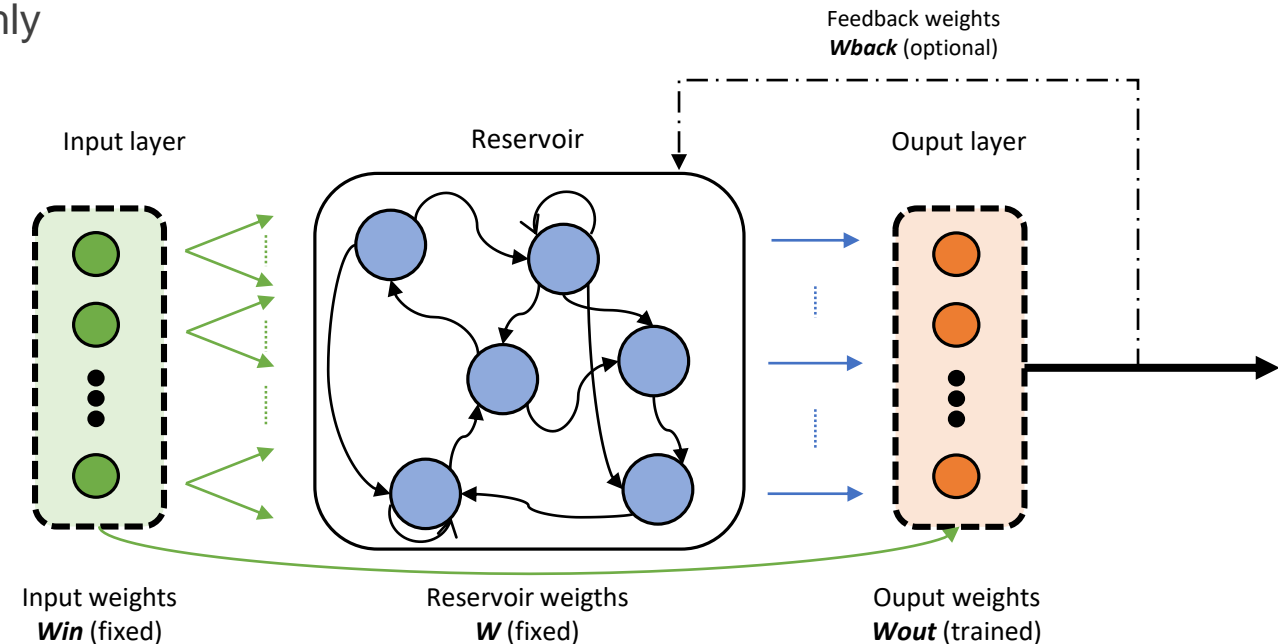 nly
Feedback weights
Wback (optional)
Input layer
Reservoir
Ouput layer
Input weights
Win (fixed)
Reservoir weigths
W (fixed)
Ouput weights
Wout (trained)